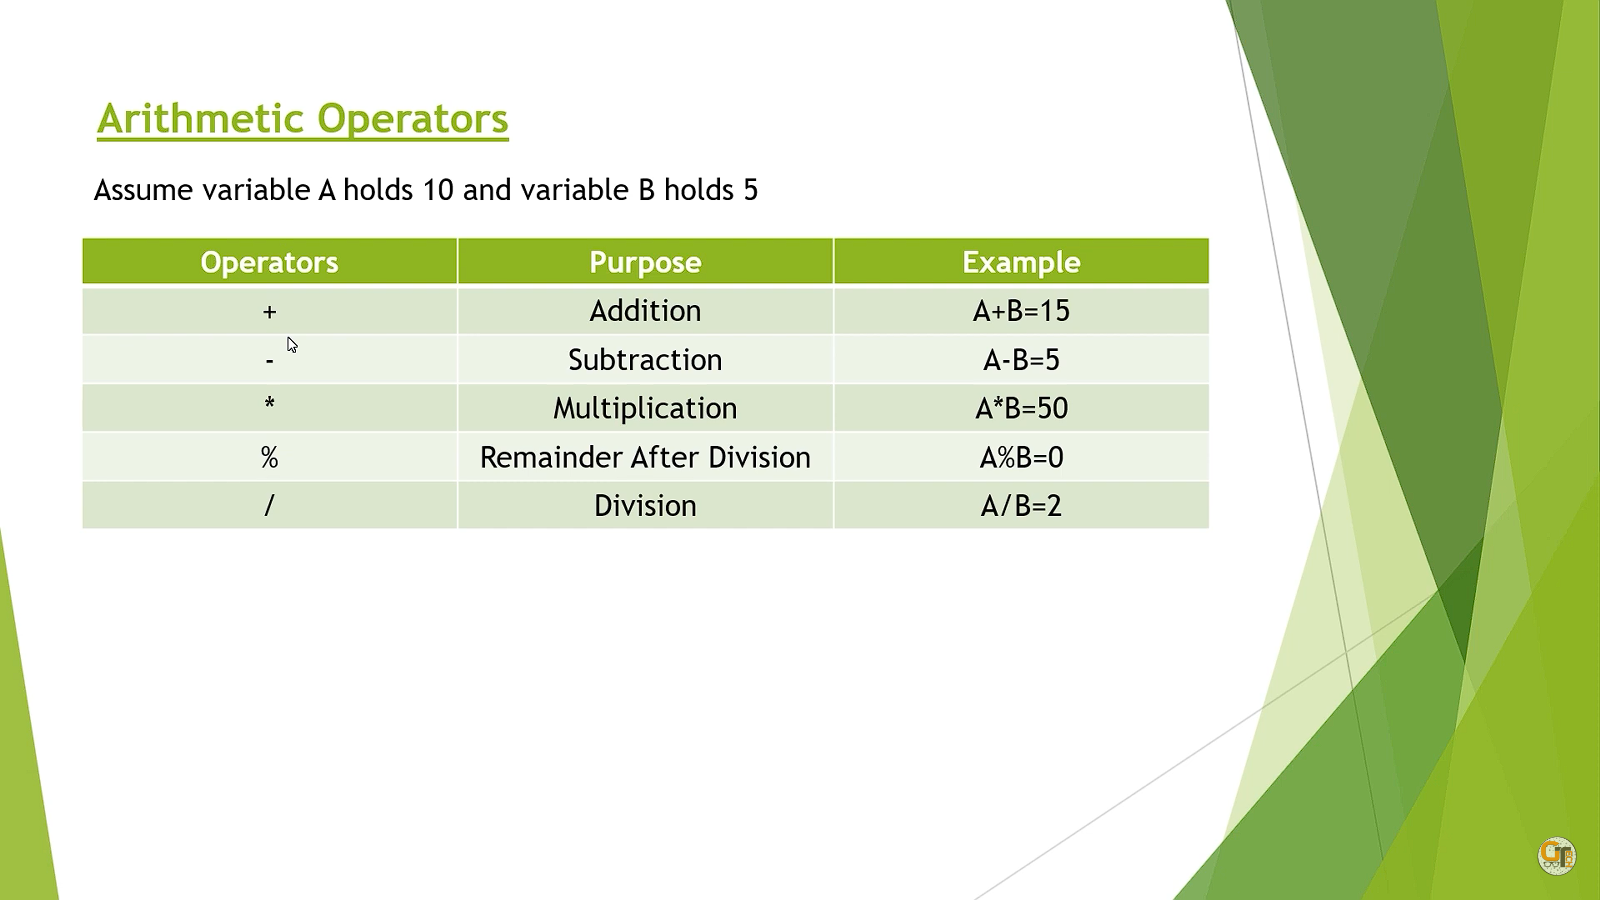 Arithmetic Operators
Assume variable A holds 10 and variable B holds 5
Operators Purpose Example
+ Addition A+B=15
- Subtraction A-B=5
* Multiplication A*B=50
% Remainder After Division A%B=0
/ Division A/B=2